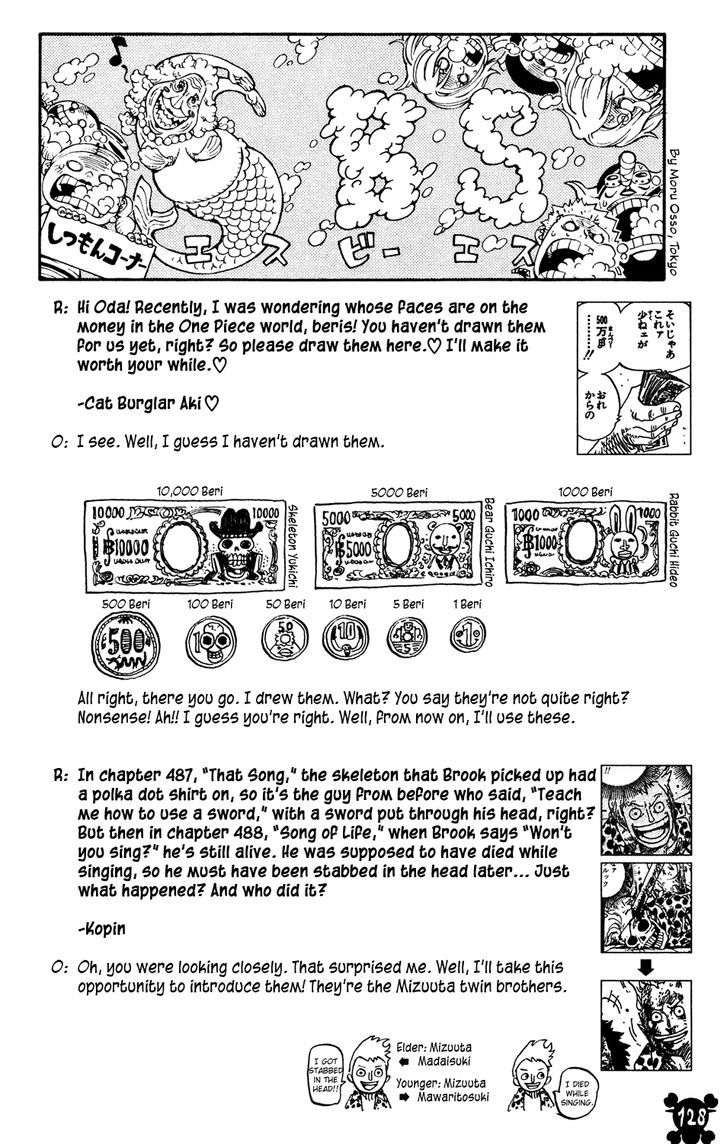 BS
エスビーエス
しつもんコーナー
By Moru Osso, Tokyo
R: Hi Oda! Recently, I was wondering whose faces are on the
money in the One Piece world, beris! You haven't drawn them
for us yet, right? So please draw them here.♡ I'll make it
worth your while.♡
-Cat Burglar Aki♡
そいじゃあ
これァ
少ねェが
500万
……!!
おれ
からの
O: I see. Well, I guess I haven't drawn them.
10,000 Beri
5000 Beri
1000 Beri
10000 10000
฿10000
Skeleton Yukichi
5000 5000
฿5000
Bear Guchi Ichiro
1000 1000
฿1000
Rabbit Guchi Hideo
500 Beri
100 Beri
50 Beri
10 Beri
5 Beri
1 Beri
500
50
10
5
1
All right, there you go. I drew them. What? You say they're not quite right?
Nonsense! Ah!! I guess you're right. Well, from now on, I'll use these.
R: In chapter 487, "That Song," the skeleton that Brook picked up had
a polka dot shirt on, so it's the guy from before who said, "Teach
me how to use a sword," with a sword put through his head, right?
But then in chapter 488, "Song of Life," when Brook says "Won't
you sing?" he's still alive. He was supposed to have died while
singing, so he must have been stabbed in the head later... Just
what happened? And who did it?
-Kopin
!!
O: Oh, you were looking closely. That surprised me. Well, I'll take this
opportunity to introduce them! They're the Mizuuta twin brothers.
I GOT
STABBED
IN THE
HEAD!!
Elder: Mizuuta
Madaisuki
Younger: Mizuuta
Mawaritosuki
I DIED
WHILE
SINGING.
128